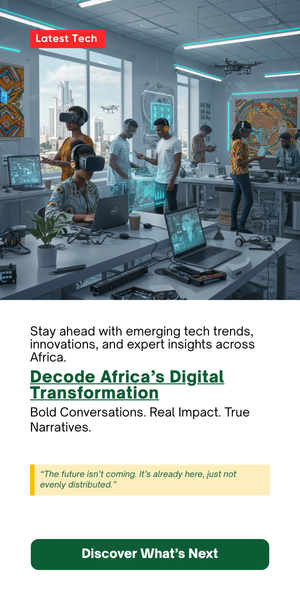 Latest Tech
Stay ahead with emerging tech trends,
innovations, and expert insights across
Africa.
Decode Africa’s Digital
Transformation
Bold Conversations. Real Impact. True
Narratives.
“The future isn’t coming. It’s already here, just not
evenly distributed.”
Discover What’s Next